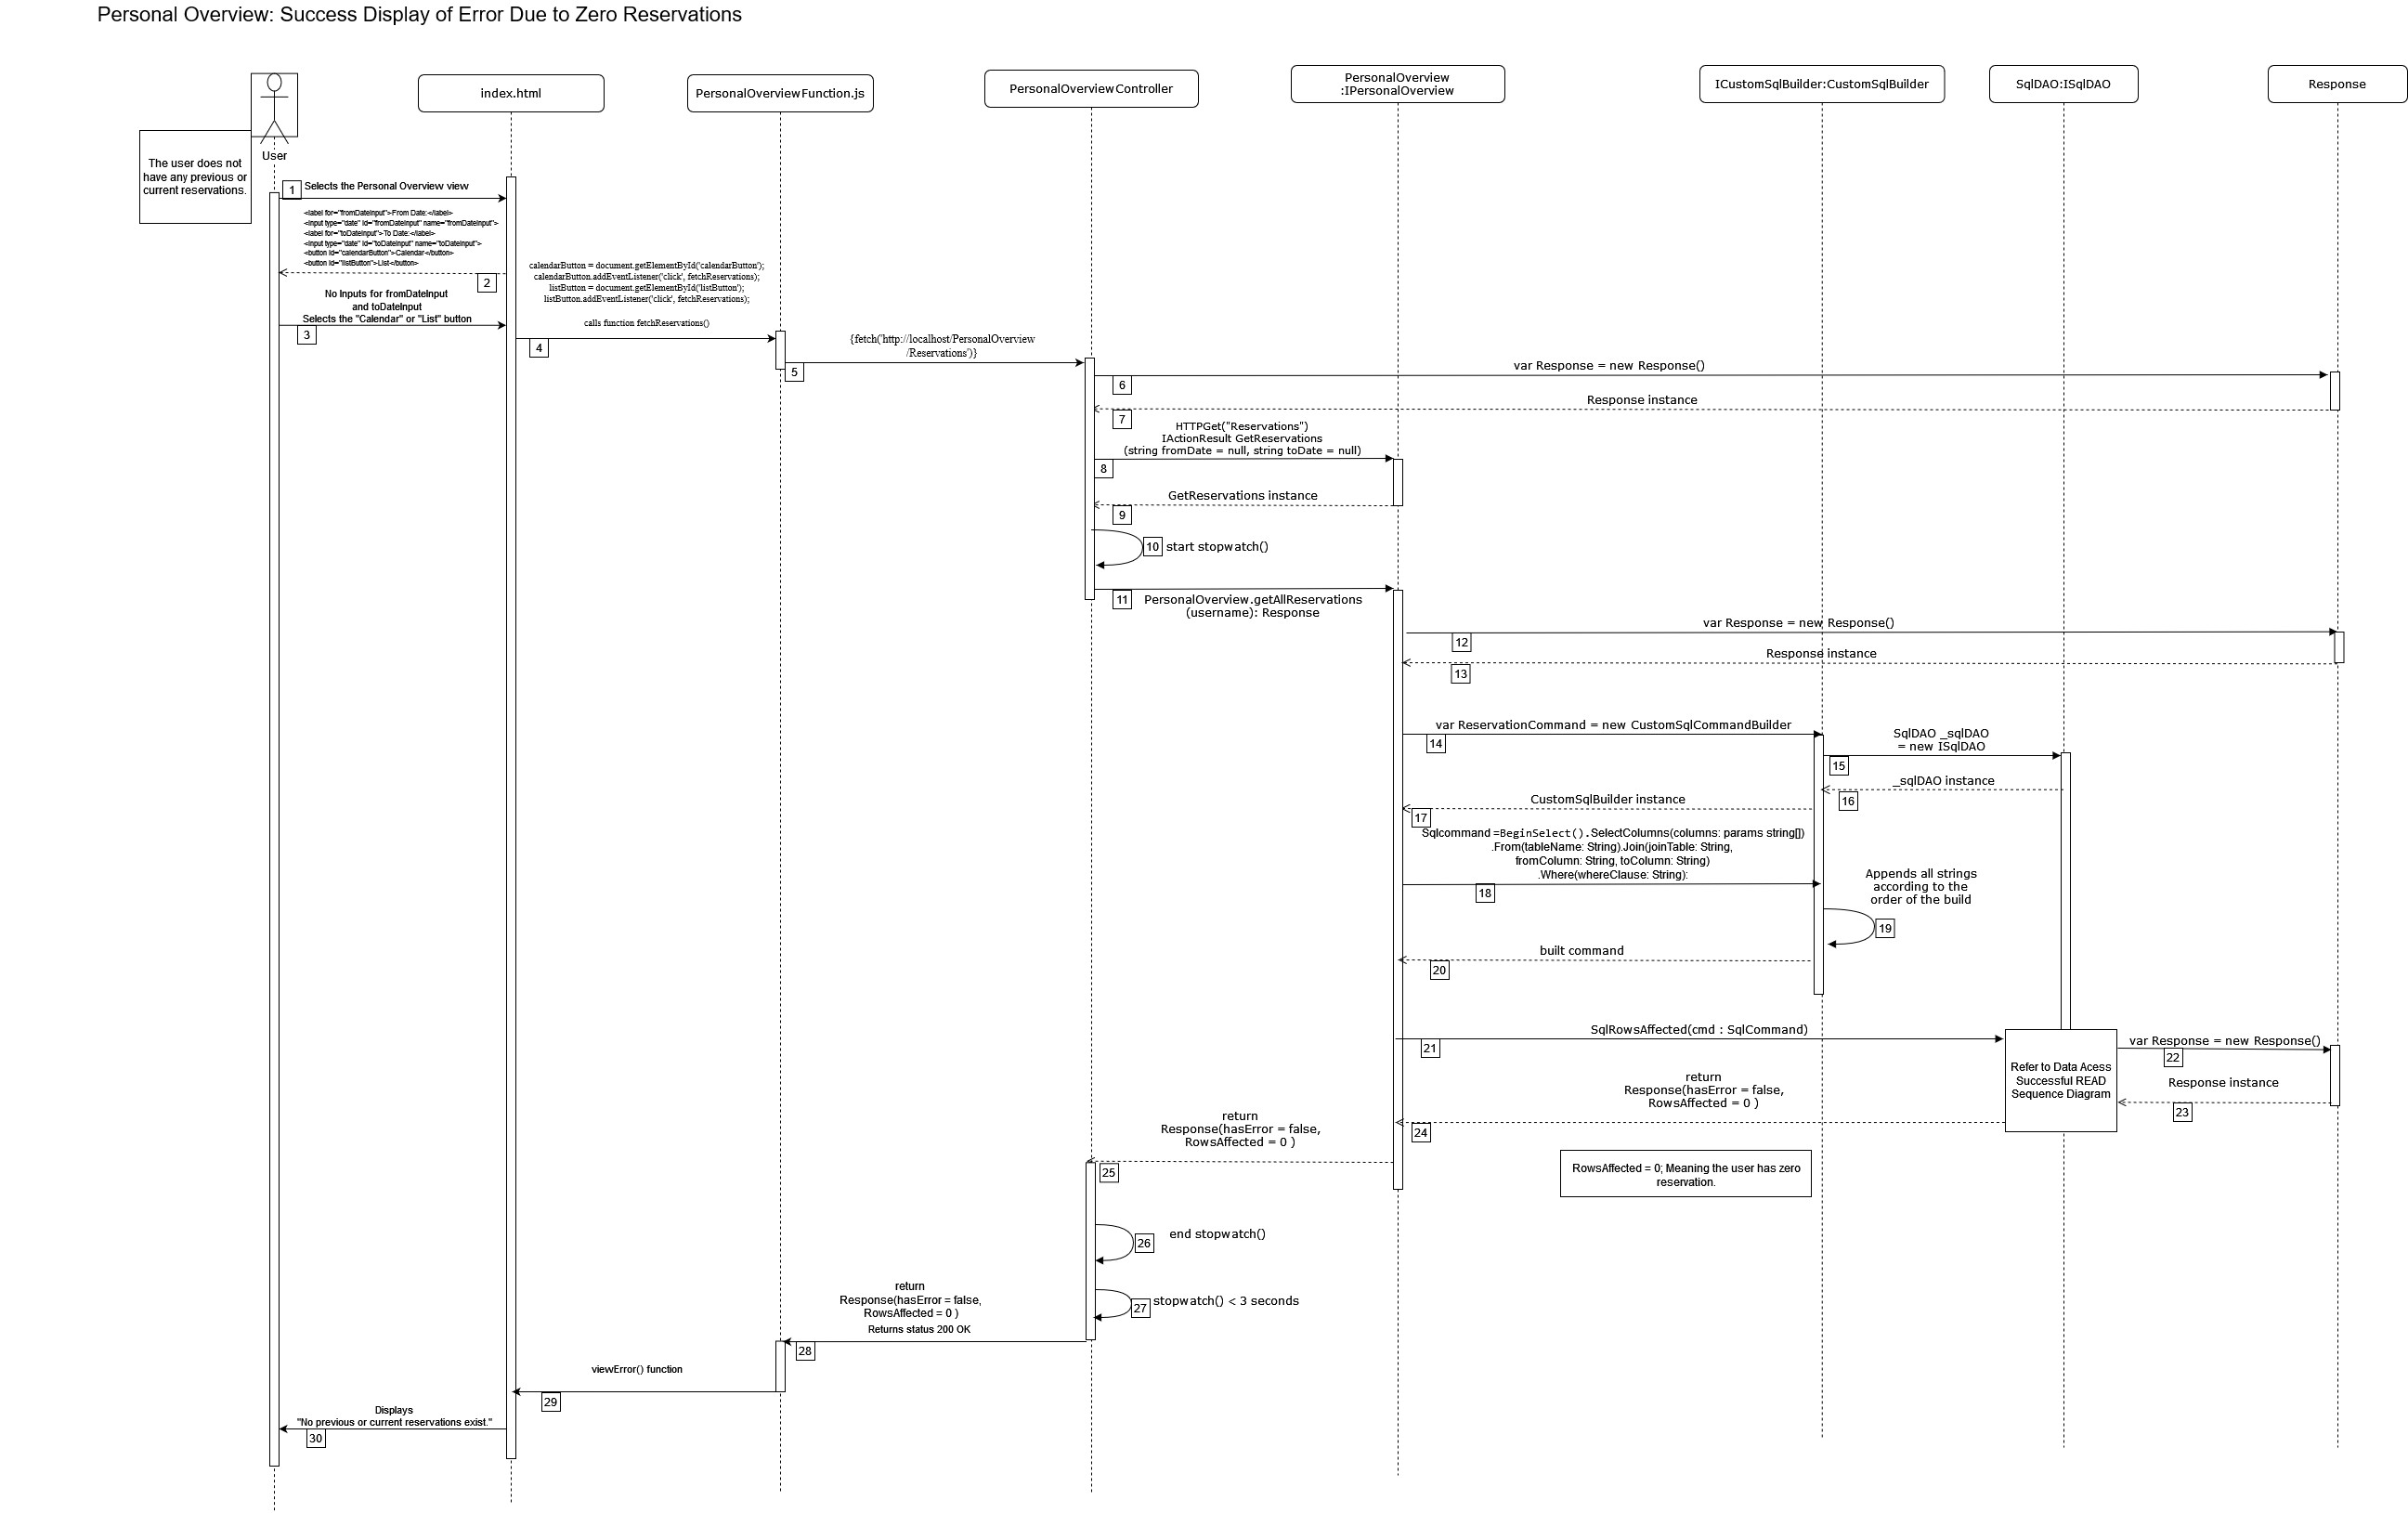 Personal Overview: Success Display of Error Due to Zero Reservations
index.html
PersonalOverviewFunction.js
PersonalOverviewController
PersonalOverview
:IPersonalOverview
ICustomSqlBuilder:CustomSqlBuilder
SqlDAO:ISqlDAO
Response
User
The user does not
have any previous or
current reservations.
1
Selects the Personal Overview view
<label for="fromDateInput">From Date:</label>
<input type="date" id="fromDateInput" name="fromDateInput">
<label for="toDateInput">To Date:</label>
<input type="date" id="toDateInput" name="toDateInput">
<button id="calendarButton">Calendar</button>
<button id="listButton">List</button>
2
No Inputs for fromDateInput
and toDateInput
Selects the "Calendar" or "List" button
3
calendarButton = document.getElementById('calendarButton');
calendarButton.addEventListener('click', fetchReservations);
listButton = document.getElementById('listButton');
listButton.addEventListener('click', fetchReservations);
calls function fetchReservations()
4
{fetch('http://localhost/PersonalOverview
/Reservations')}
5
var Response = new Response()
6
Response instance
7
HTTPGet("Reservations")
IActionResult GetReservations
(string fromDate = null, string toDate = null)
8
GetReservations instance
9
10
start stopwatch()
11
PersonalOverview.getAllReservations
(username): Response
var Response = new Response()
12
Response instance
13
var ReservationCommand = new CustomSqlCommandBuilder
14
SqlDAO _sqlDAO
= new ISqlDAO
15
_sqlDAO instance
16
CustomSqlBuilder instance
17
Sqlcommand =BeginSelect().SelectColumns(columns: params string[])
.From(tableName: String).Join(joinTable: String,
fromColumn: String, toColumn: String)
.Where(whereClause: String):
18
Appends all strings
according to the
order of the build
19
built command
20
SqlRowsAffected(cmd : SqlCommand)
21
Refer to Data Acess
Successful READ
Sequence Diagram
var Response = new Response()
22
Response instance
23
return
Response(hasError = false,
RowsAffected = 0 )
24
return
Response(hasError = false,
RowsAffected = 0 )
25
RowsAffected = 0; Meaning the user has zero
reservation.
26
end stopwatch()
27
stopwatch() < 3 seconds
return
Response(hasError = false,
RowsAffected = 0 )
Returns status 200 OK
28
viewError() function
29
Displays
"No previous or current reservations exist."
30